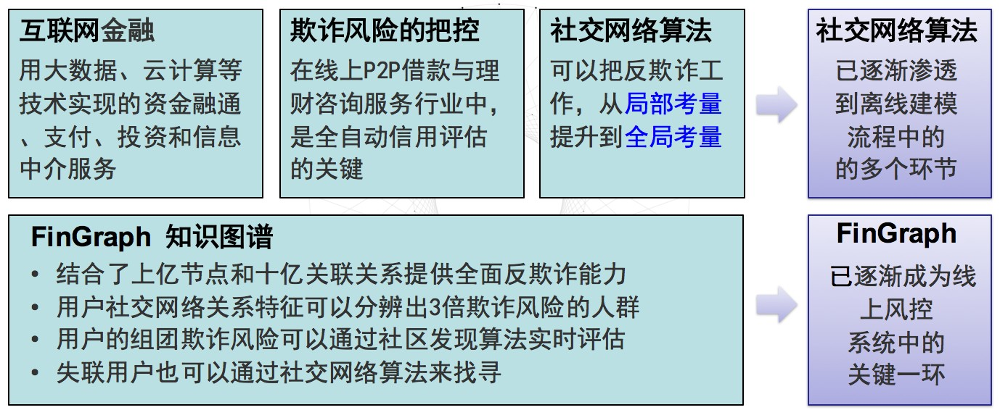 互联网金融
用大数据、云计算等
技术实现的资金融通
、支付、投资和信息
中介服务
欺诈风险的把控
在线上P2P借款与理
财咨询服务行业中，
是全自动信用评估
的关键
社交网络算法
可以把反欺诈工
作，从局部考量
提升到全局考量
社交网络算法
已逐渐渗透
到离线建模
流程中的
的多个环节
FinGraph 知识图谱
• 结合了上亿节点和十亿关联关系提供全面反欺诈能力
• 用户社交网络关系特征可以分辨出3倍欺诈风险的人群
• 用户的组团欺诈风险可以通过社区发现算法实时评估
• 失联用户也可以通过社交网络算法来找寻
FinGraph
已逐渐成为线
上风控
系统中的
关键一环